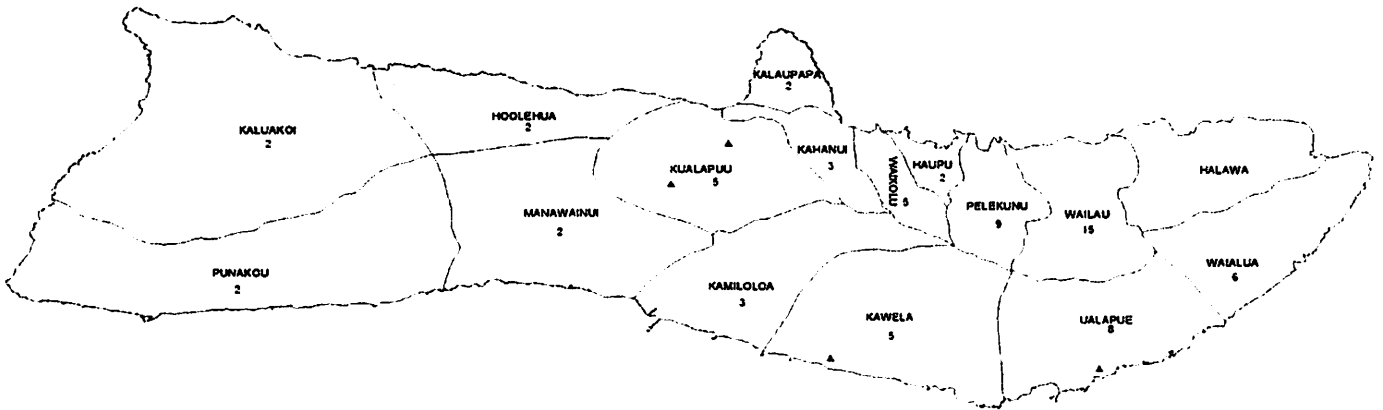 KALAUPAPA
2
KALUAKOI
2
HOOLEHUA
2
KUALAPUU
5
KAHANUI
3
WAIKOLU
5
HAUPU
2
PELEKUNU
9
WAILAU
15
HALAWA
MANAWAINUI
2
PUNAKOU
2
KAMILOLOA
3
KAWELA
5
UALAPUE
8
WAIALUA
6